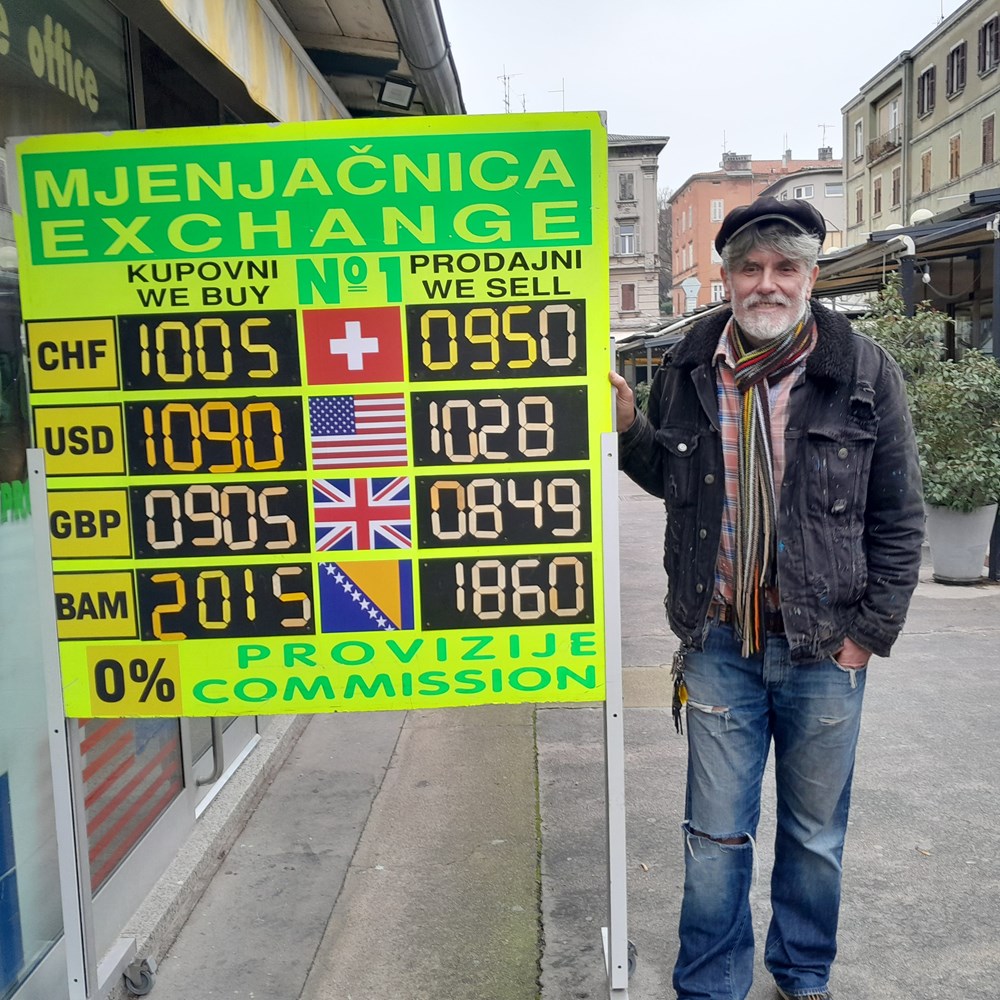 office
MJENJAČNICA
EXCHANGE
KUPOVNI
WE BUY
Nº1
PRODAJNI
WE SELL
CHF 1005 0950
USD 1090 1028
GBP 0905 0849
BAM 2015 1860
0% PROVIZIJE
COMMISSION